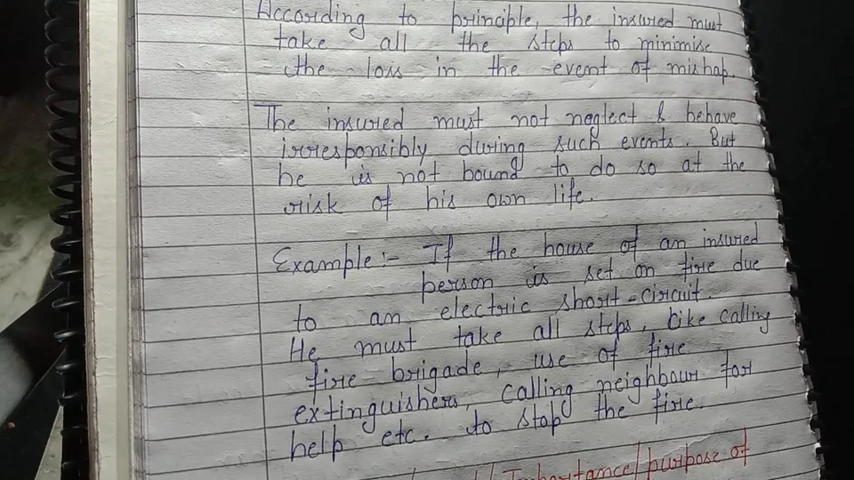 According to principle, the insured must
take all the steps to minimise
the loss in the event of mishap.
The insured must not neglect & behave
irresponsibly during such events. But
he is not bound to do so at the
risk of his own life.
Example:- If the house of an insured
person is set on fire due
to an electric short-circuit.
He must take all steps, like calling
fire brigade, use of fire
extinguishers, calling neighbour for
help etc. to stop the fire.
Importance/purpose of